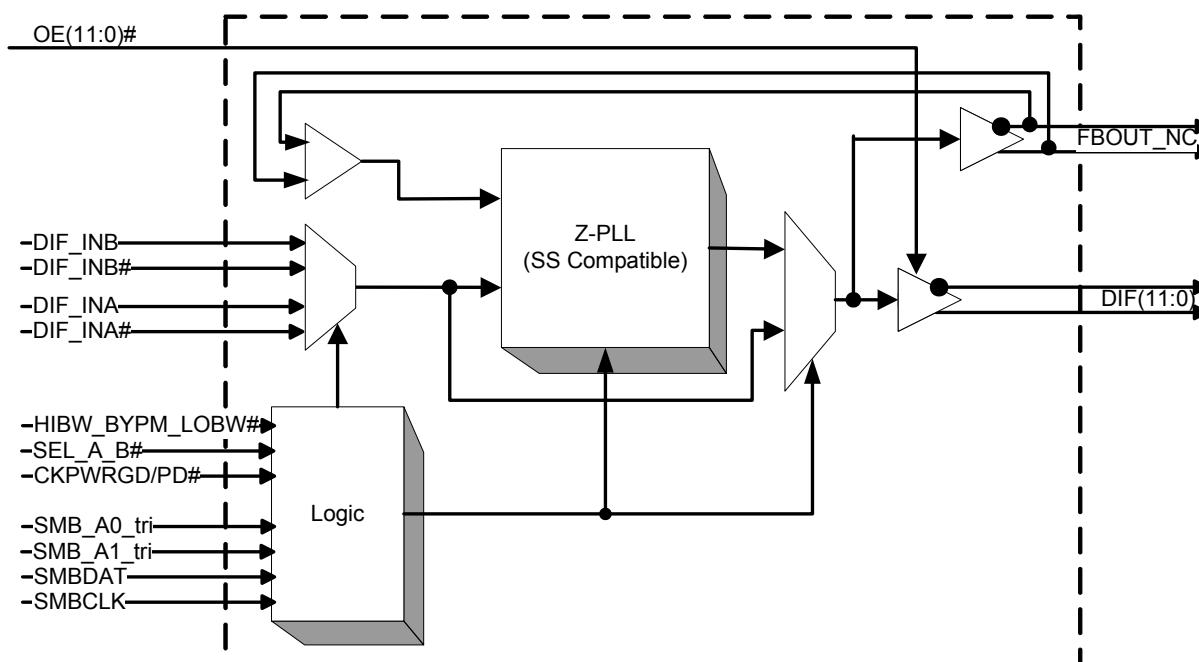 OE(11:0)#
FBOUT_NC
Z-PLL
(SS Compatible)
DIF_INB
DIF_INB#
DIF_INA
DIF_INA#
DIF(11:0)
HIBW_BYPM_LOBW#
SEL_A_B#
CKPWRGD/PD#
Logic
SMB_A0_tri
SMB_A1_tri
SMBDAT
SMBCLK